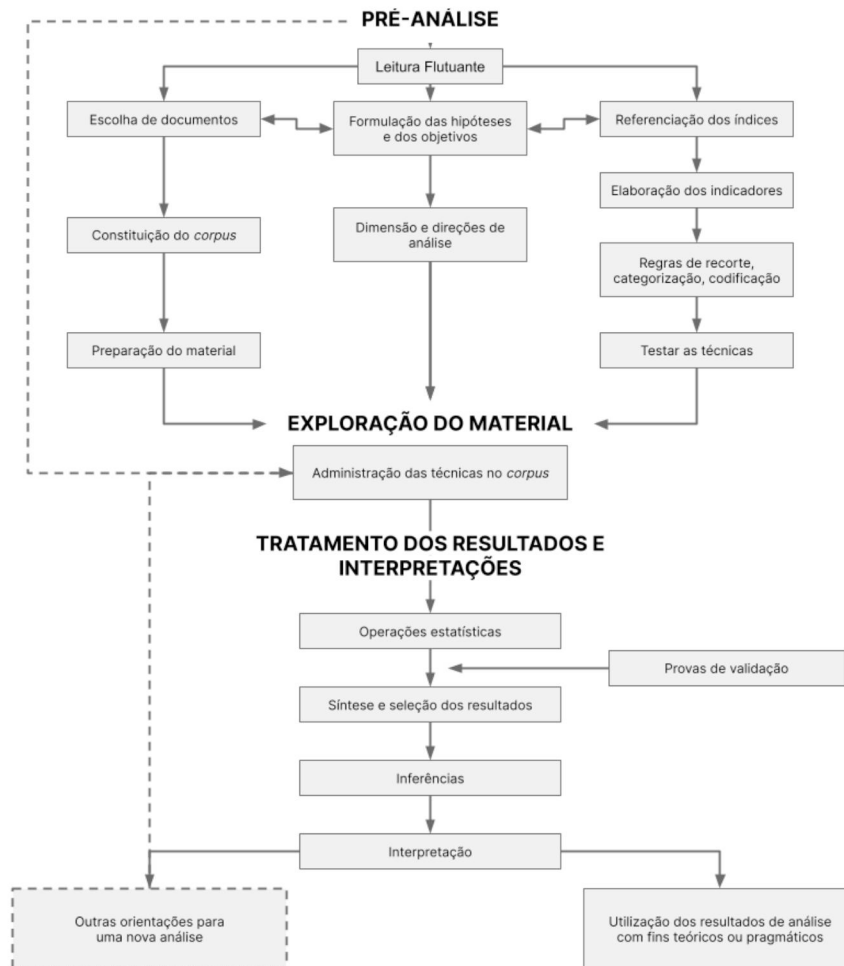 PRÉ-ANÁLISE
Leitura Flutuante
Escolha de documentos
Formulação das hipóteses
e dos objetivos
Referenciação dos índices
Elaboração dos indicadores
Constituição do corpus
Dimensão e direções de
análise
Regras de recorte,
categorização, codificação
Preparação do material
Testar as técnicas
EXPLORAÇÃO DO MATERIAL
Administração das técnicas no corpus
TRATAMENTO DOS RESULTADOS E
INTERPRETAÇÕES
Operações estatísticas
Provas de validação
Síntese e seleção dos resultados
Inferências
Interpretação
Outras orientações para
uma nova análise
Utilização dos resultados de análise
com fins teóricos ou pragmáticos